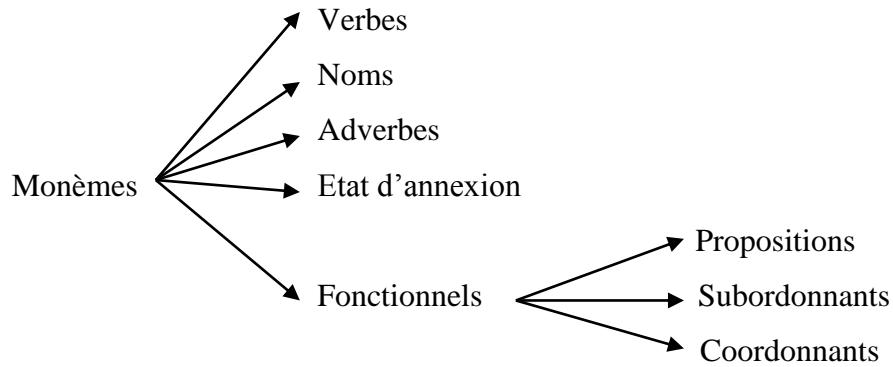 Verbes
Noms
Adverbes
Monèmes
Etat d'annexion
Propositions
Fonctionnels
Subordonnants
Coordonnants